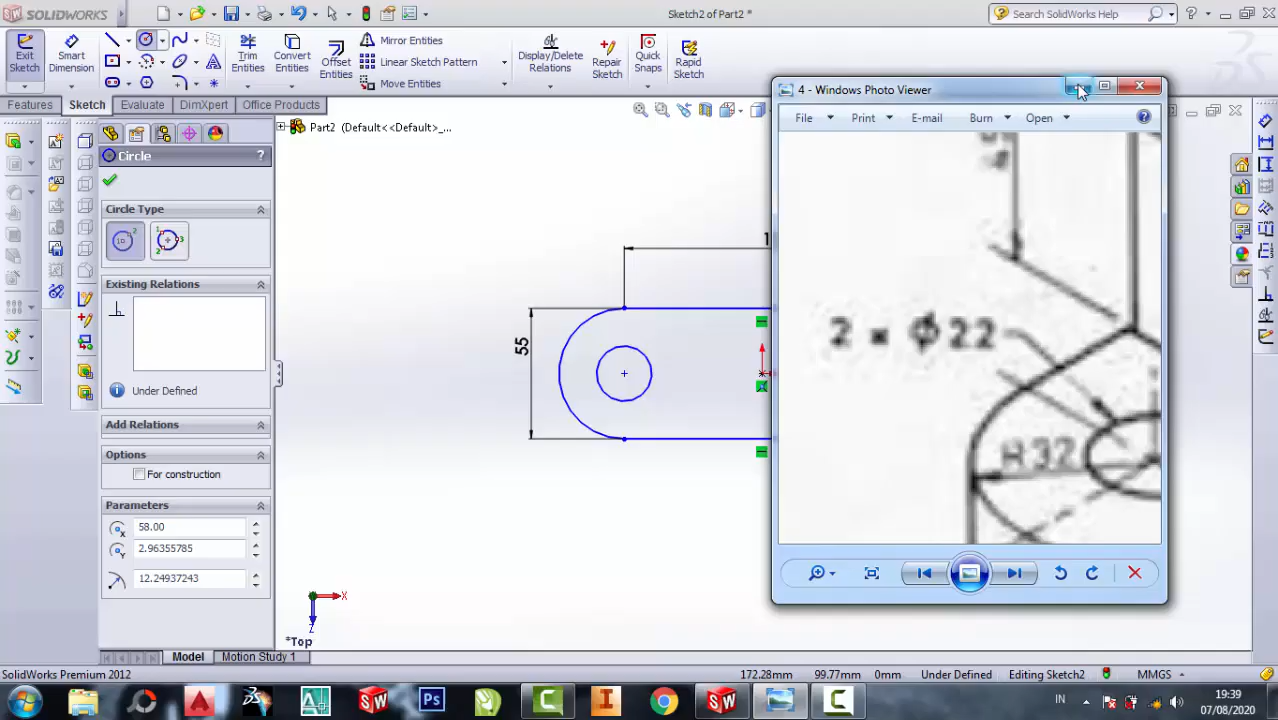 SOLIDWORKS
Sketch2 of Part2 *
Search SolidWorks Help
Exit Sketch
Smart Dimension
Trim Entities
Convert Entities
Offset Entities
Mirror Entities
Linear Sketch Pattern
Move Entities
Display/Delete Relations
Repair Sketch
Quick Snaps
Rapid Sketch
Features
Sketch
Evaluate
DimXpert
Office Products
Part2 (Default<<Default>_...
Circle
?
Circle Type
Existing Relations
Under Defined
Add Relations
Options
For construction
Parameters
58.00
2.96355785
12.24937243
55
1
X
Z
*Top
4 - Windows Photo Viewer
File
Print
E-mail
Burn
Open
2 × Φ22
R32
Model
Motion Study 1
SolidWorks Premium 2012
172.28mm
99.77mm
0mm
Under Defined
Editing Sketch2
MMGS
IN
19:39
07/08/2020